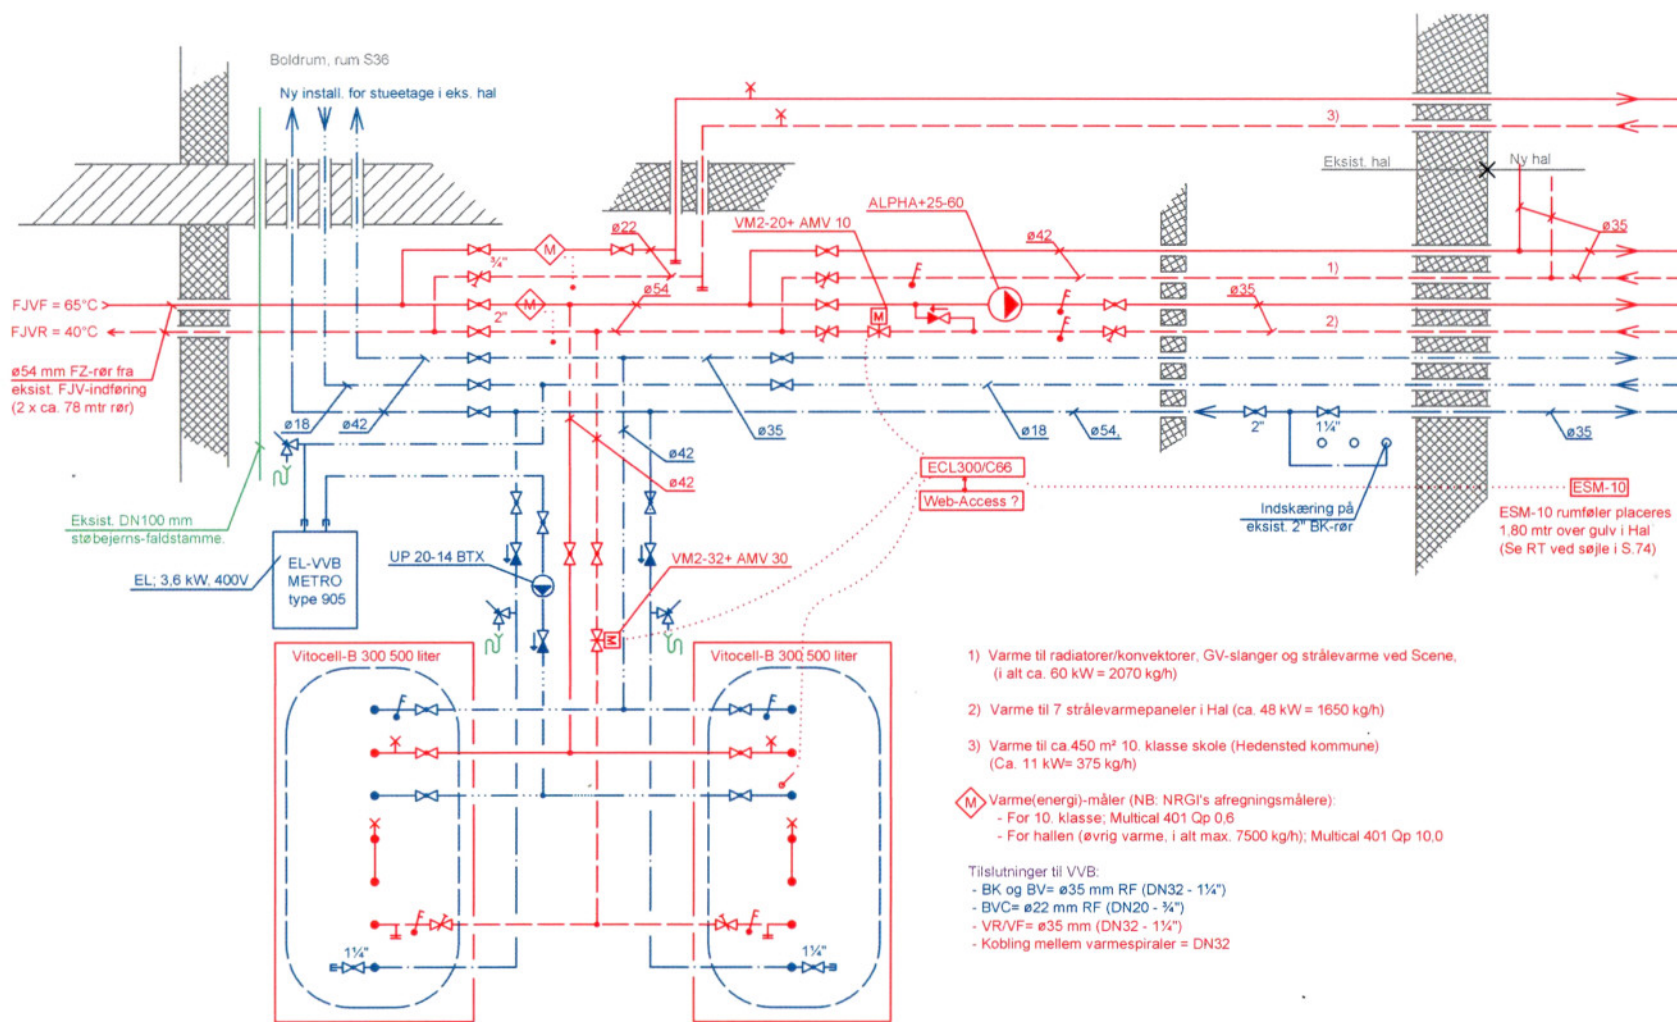 Boldrum, rum S36
Ny install. for stueetage i eks. hal
3)
Eksist. hal
Ny hal
ALPHA+25-60
VM2-20+ AMV 10
ø22
ø42
ø35
¾"
M
1)
FJVF = 65°C
ø54
M
ø35
2"
M
FJVR = 40°C
2)
ø54 mm FZ-rør fra
eksist. FJV-indføring
(2 x ca. 78 mtr rør)
ø18
ø42
ø35
ø18
ø54,
2"
1¼"
ø35
ø42
ø42
ECL300/C66
Web-Access ?
ESM-10
Indskæring på
eksist. 2" BK-rør
ESM-10 rumføler placeres
1,80 mtr over gulv i Hal
(Se RT ved søjle i S.74)
Eksist. DN100 mm
støbejerns-faldstamme.
EL; 3,6 kW, 400V
EL-VVB
METRO
type 905
UP 20-14 BTX
VM2-32+ AMV 30
M
Vitocell-B 300 500 liter
Vitocell-B 300 500 liter
1¼"
1¼"
1) Varme til radiatorer/konvektorer, GV-slanger og strålevarme ved Scene,
(i alt ca. 60 kW = 2070 kg/h)
2) Varme til 7 strålevarmepaneler i Hal (ca. 48 kW = 1650 kg/h)
3) Varme til ca.450 m² 10. klasse skole (Hedensted kommune)
(Ca. 11 kW= 375 kg/h)
M Varme(energi)-måler (NB: NRGI's afregningsmålere):
- For 10. klasse; Multical 401 Qp 0,6
- For hallen (øvrig varme, i alt max. 7500 kg/h); Multical 401 Qp 10,0
Tilslutninger til VVB:
- BK og BV= ø35 mm RF (DN32 - 1¼")
- BVC= ø22 mm RF (DN20 - ¾")
- VR/VF= ø35 mm (DN32 - 1¼")
- Kobling mellem varmespiraler = DN32